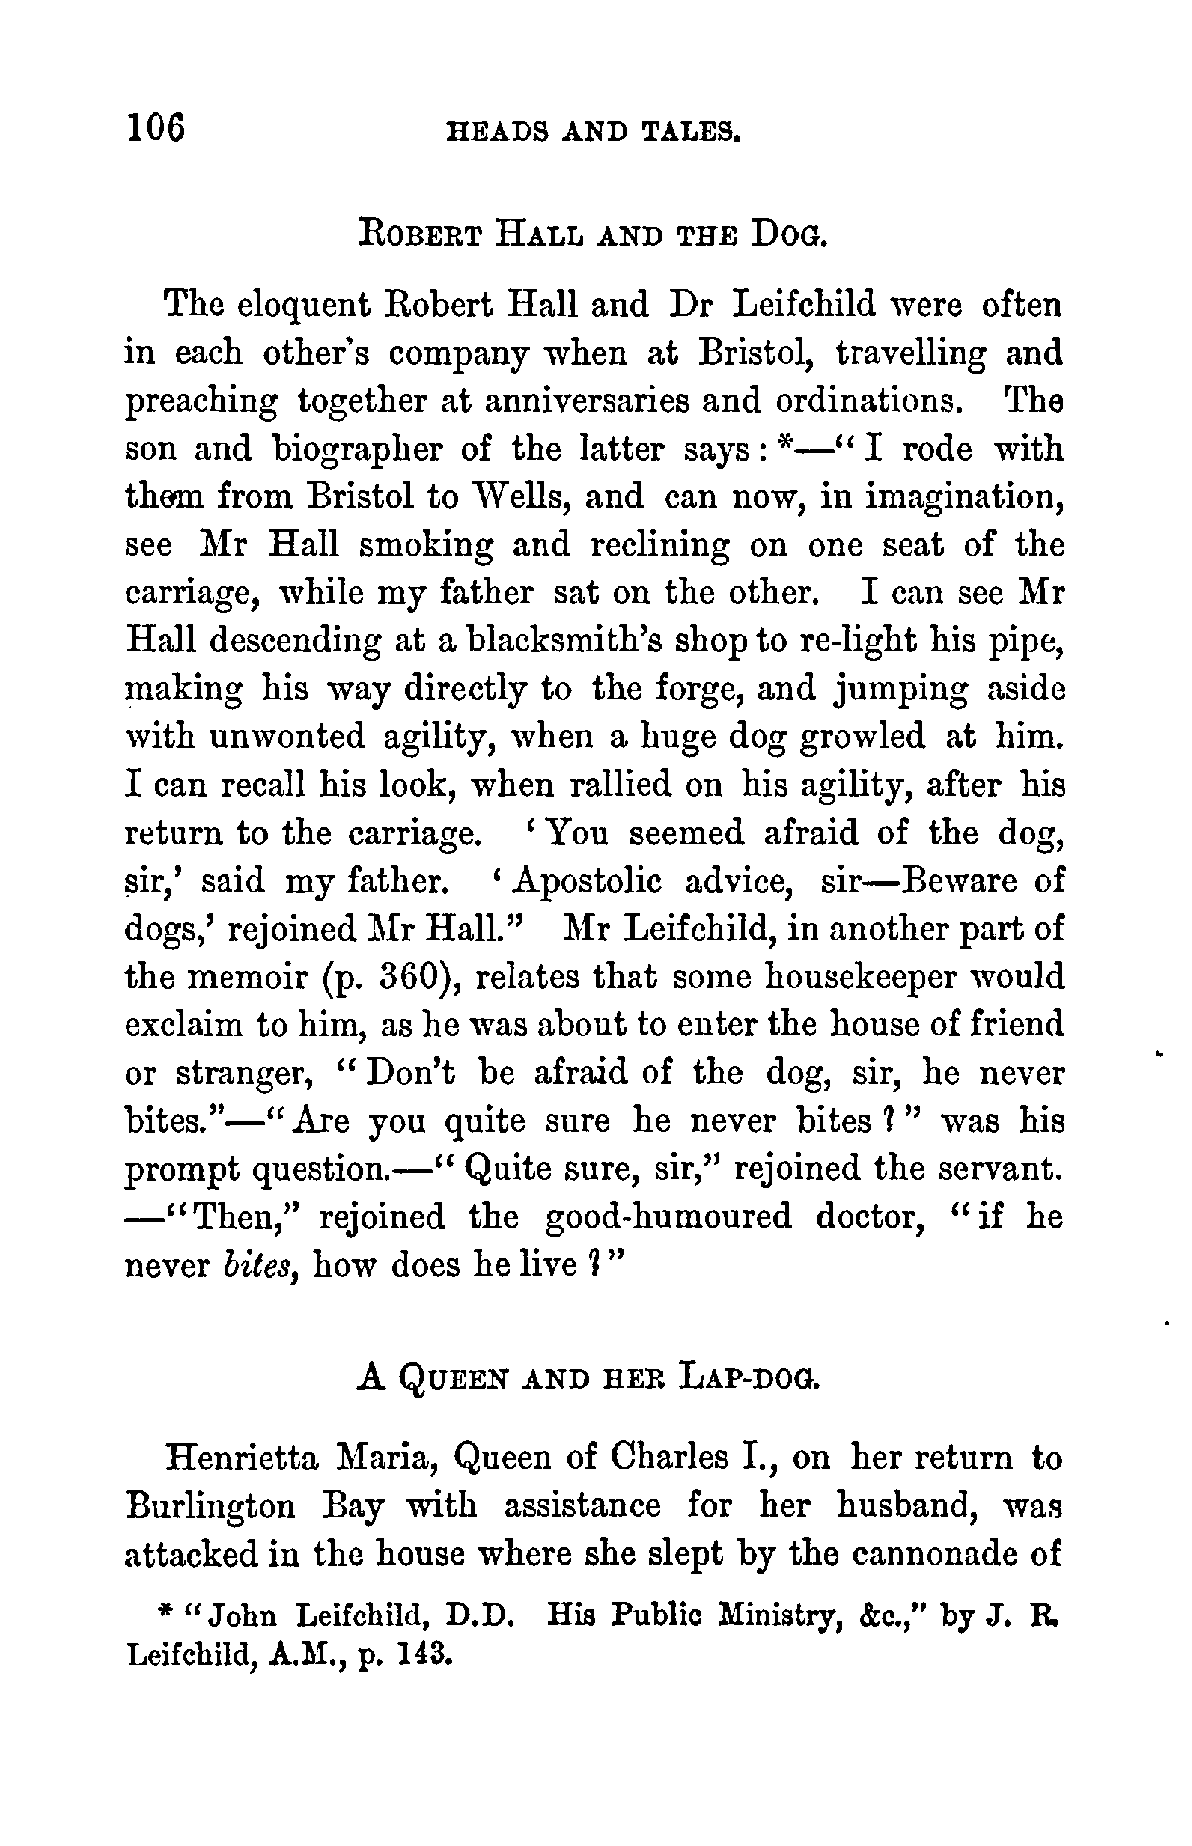 106 HEADS AND TALES.
ROBERT HALL AND THE DOG.
The eloquent Robert Hall and Dr Leifchild were often
in each other's company when at Bristol, travelling and
preaching together at anniversaries and ordinations. The
son and biographer of the latter says: *—"I rode with
them from Bristol to Wells, and can now, in imagination,
see Mr Hall smoking and reclining on one seat of the
carriage, while my father sat on the other. I can see Mr
Hall descending at a blacksmith's shop to re-light his pipe,
making his way directly to the forge, and jumping aside
with unwonted agility, when a huge dog growled at him.
I can recall his look, when rallied on his agility, after his
return to the carriage. 'You seemed afraid of the dog,
sir,' said my father. 'Apostolic advice, sir—Beware of
dogs,' rejoined Mr Hall." Mr Leifchild, in another part of
the memoir (p. 360), relates that some housekeeper would
exclaim to him, as he was about to enter the house of friend
or stranger, "Don't be afraid of the dog, sir, he never
bites."—"Are you quite sure he never bites?" was his
prompt question.—"Quite sure, sir," rejoined the servant.
—"Then," rejoined the good-humoured doctor, "if he
never bites, how does he live?"
A QUEEN AND HER LAP-DOG.
Henrietta Maria, Queen of Charles I., on her return to
Burlington Bay with assistance for her husband, was
attacked in the house where she slept by the cannonade of
* "John Leifchild, D.D. His Public Ministry, &c.," by J. R.
Leifchild, A.M., p. 143.